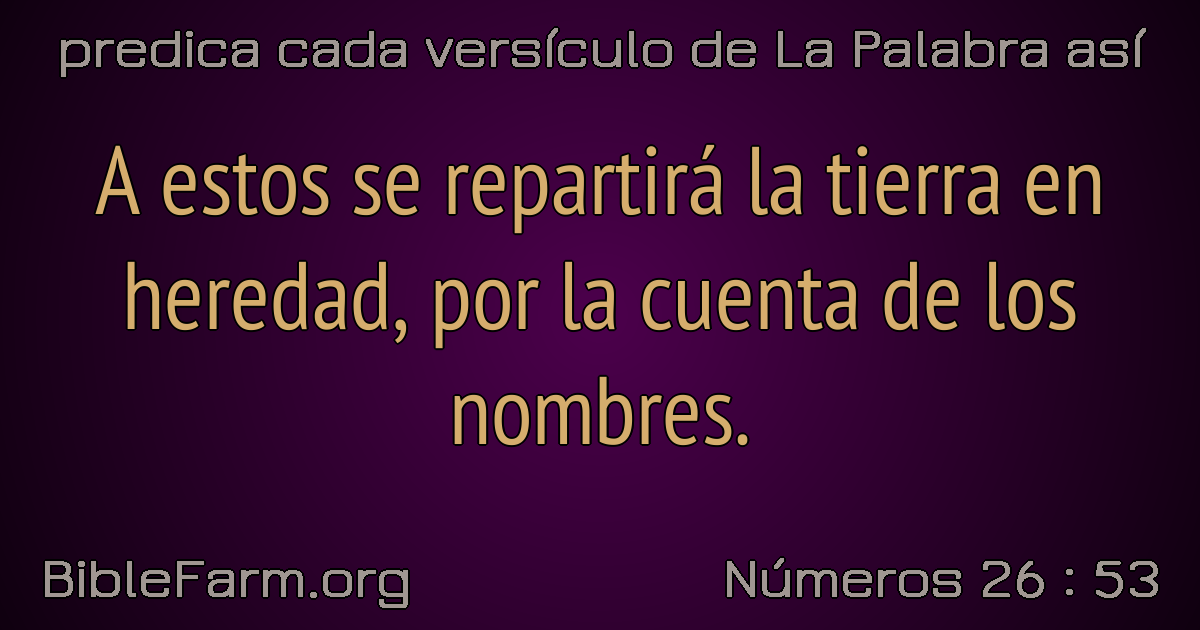 predica cada versículo de La Palabra así
A estos se repartirá la tierra en
heredad, por la cuenta de los
nombres.
BibleFarm.org
Números 26 : 53